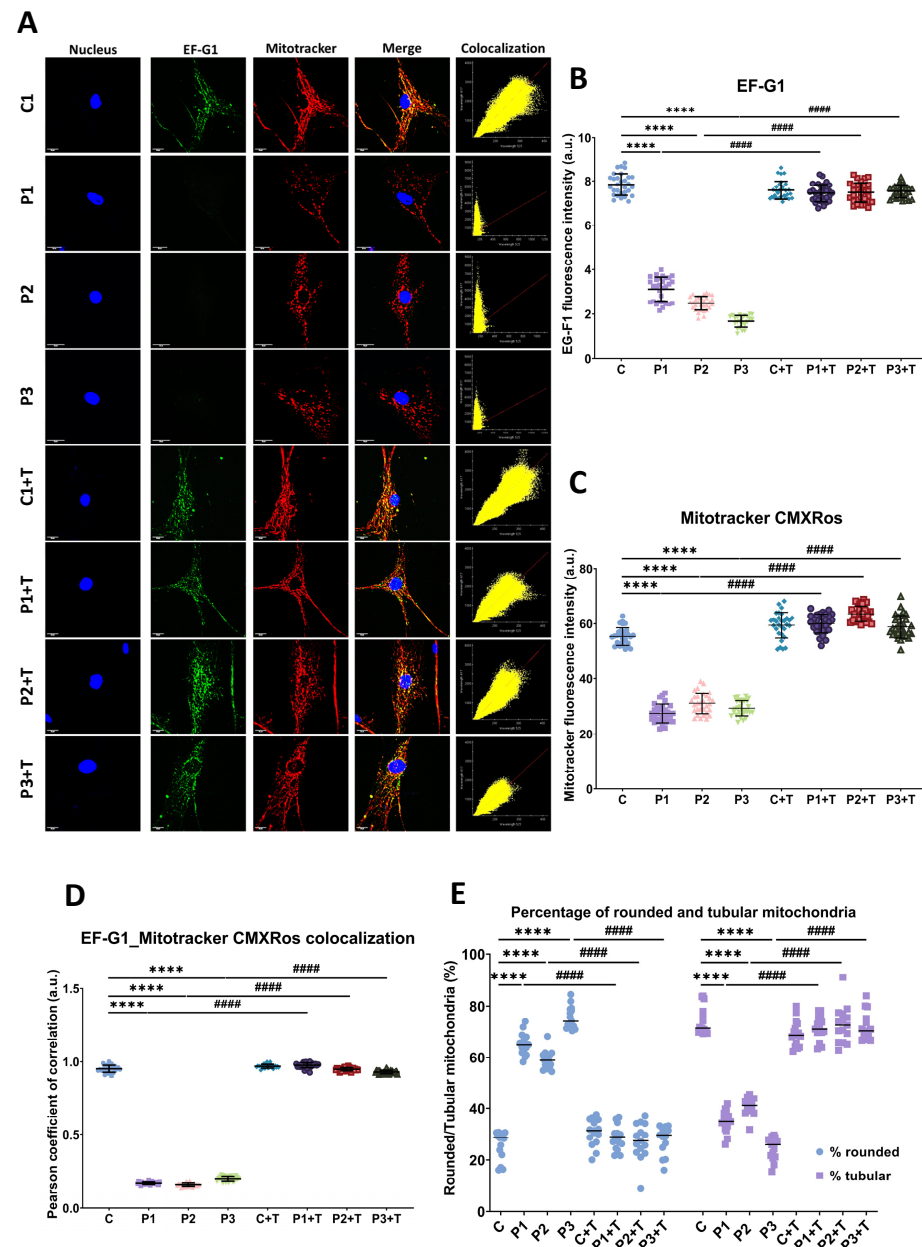 A
Nucleus EF-G1 Mitotracker Merge Colocalization
C1
P1
P2
P3
C1+T
P1+T
P2+T
P3+T
B
EF-G1
**** ####
**** ####
**** ####
EG-F1 fluorescence intensity (a.u.)
10
8
6
4
2
0
C P1 P2 P3 C+T P1+T P2+T P3+T
C
Mitotracker CMXRos
**** ####
**** ####
**** ####
Mitotracker fluorescence intensity (a.u.)
80
60
40
20
0
C P1 P2 P3 C+T P1+T P2+T P3+T
D
EF-G1_Mitotracker CMXRos colocalization
**** ####
**** ####
**** ####
Pearson coefficient of correlation (a.u.)
1.5
1.0
0.5
0.0
C P1 P2 P3 C+T P1+T P2+T P3+T
E
Percentage of rounded and tubular mitochondria
**** #### **** ####
**** #### **** ####
**** #### **** ####
Rounded/Tubular mitochondria (%)
100
80
60
40
20
0
% rounded
% tubular
C P1 P2 P3 C+T P1+T P2+T P3+T C P1 P2 P3 C+T P1+T P2+T P3+T